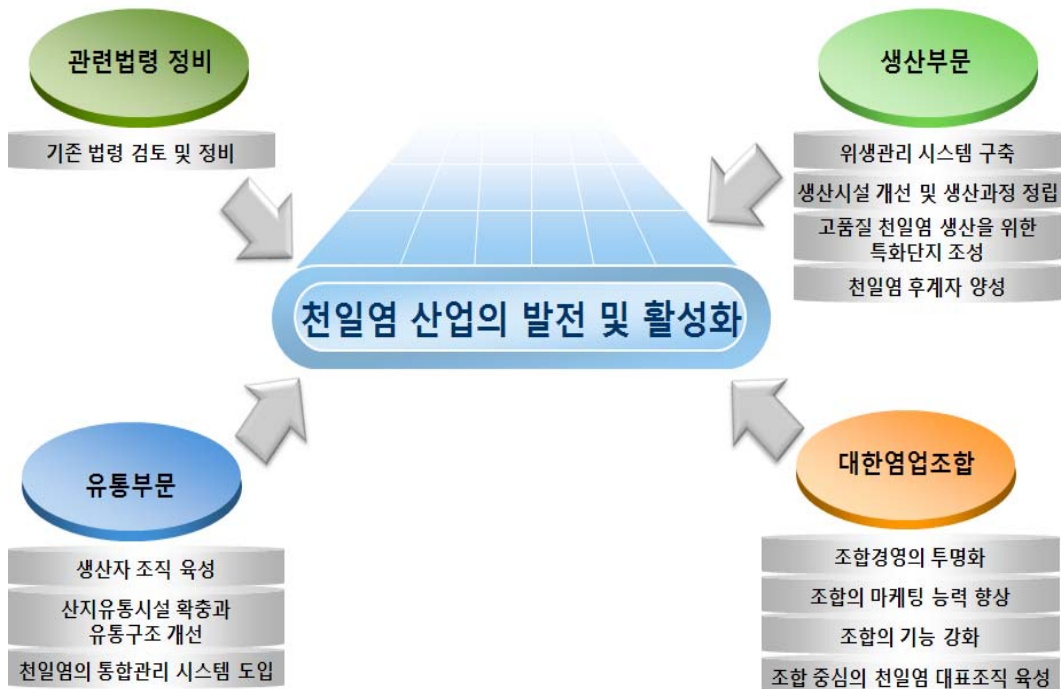 관련법령 정비
기존 법령 검토 및 정비
생산부문
위생관리 시스템 구축
생산시설 개선 및 생산과정 정립
고품질 천일염 생산을 위한
특화단지 조성
천일염 후계자 양성
천일염 산업의 발전 및 활성화
유통부문
생산자 조직 육성
산지유통시설 확충과
유통구조 개선
천일염의 통합관리 시스템 도입
대한염업조합
조합경영의 투명화
조합의 마케팅 능력 향상
조합의 기능 강화
조합 중심의 천일염 대표조직 육성